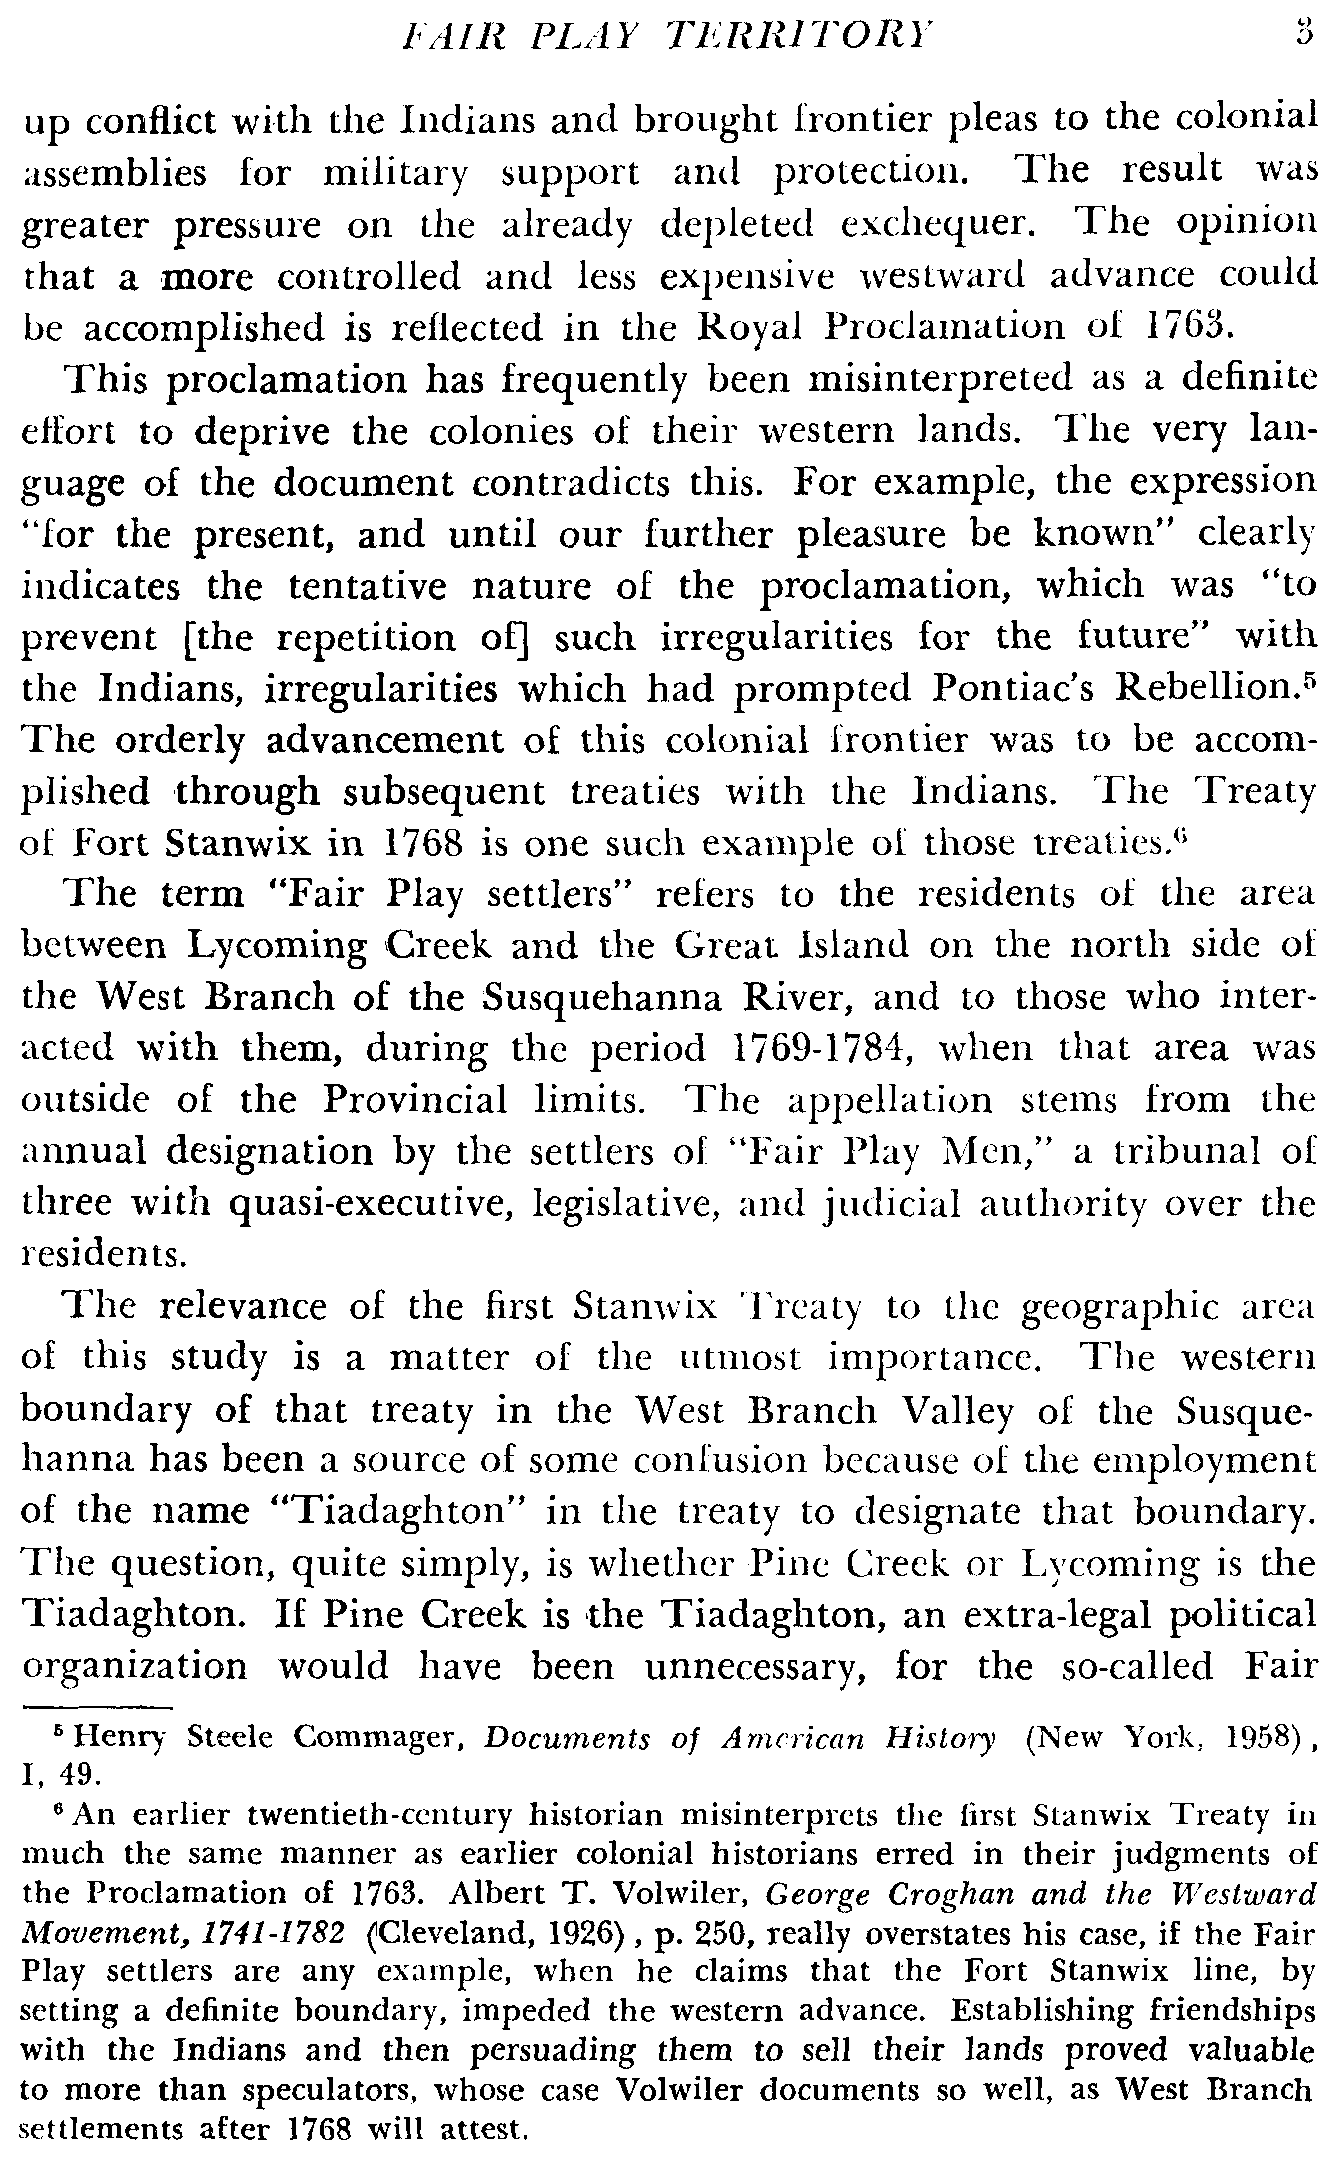 FAIR PLAY TERRITORY 3
up conflict with the Indians and brought frontier pleas to the colonial
assemblies for military support and protection. The result was
greater pressure on the already depleted exchequer. The opinion
that a more controlled and less expensive westward advance could
be accomplished is reflected in the Royal Proclamation of 1763.
This proclamation has frequently been misinterpreted as a definite
effort to deprive the colonies of their western lands. The very lan-
guage of the document contradicts this. For example, the expression
“for the present, and until our further pleasure be known” clearly
indicates the tentative nature of the proclamation, which was “to
prevent [the repetition of] such irregularities for the future” with
the Indians, irregularities which had prompted Pontiac's Rebellion.⁵
The orderly advancement of this colonial frontier was to be accom-
plished through subsequent treaties with the Indians. The Treaty
of Fort Stanwix in 1768 is one such example of those treaties.⁶
The term “Fair Play settlers” refers to the residents of the area
between Lycoming Creek and the Great Island on the north side of
the West Branch of the Susquehanna River, and to those who inter-
acted with them, during the period 1769-1784, when that area was
outside of the Provincial limits. The appellation stems from the
annual designation by the settlers of “Fair Play Men,” a tribunal of
three with quasi-executive, legislative, and judicial authority over the
residents.
The relevance of the first Stanwix Treaty to the geographic area
of this study is a matter of the utmost importance. The western
boundary of that treaty in the West Branch Valley of the Susque-
hanna has been a source of some confusion because of the employment
of the name “Tiadaghton” in the treaty to designate that boundary.
The question, quite simply, is whether Pine Creek or Lycoming is the
Tiadaghton. If Pine Creek is the Tiadaghton, an extra-legal political
organization would have been unnecessary, for the so-called Fair
⁵ Henry Steele Commager, Documents of American History (New York, 1958),
I, 49.
⁶ An earlier twentieth-century historian misinterprets the first Stanwix Treaty in
much the same manner as earlier colonial historians erred in their judgments of
the Proclamation of 1763. Albert T. Volwiler, George Croghan and the Westward
Movement, 1741-1782 (Cleveland, 1926), p. 250, really overstates his case, if the Fair
Play settlers are any example, when he claims that the Fort Stanwix line, by
setting a definite boundary, impeded the western advance. Establishing friendships
with the Indians and then persuading them to sell their lands proved valuable
to more than speculators, whose case Volwiler documents so well, as West Branch
settlements after 1768 will attest.